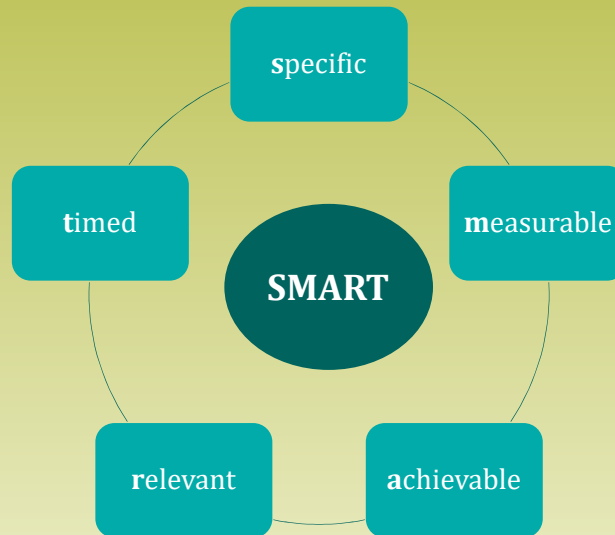 specific
measurable
achievable
relevant
timed
SMART